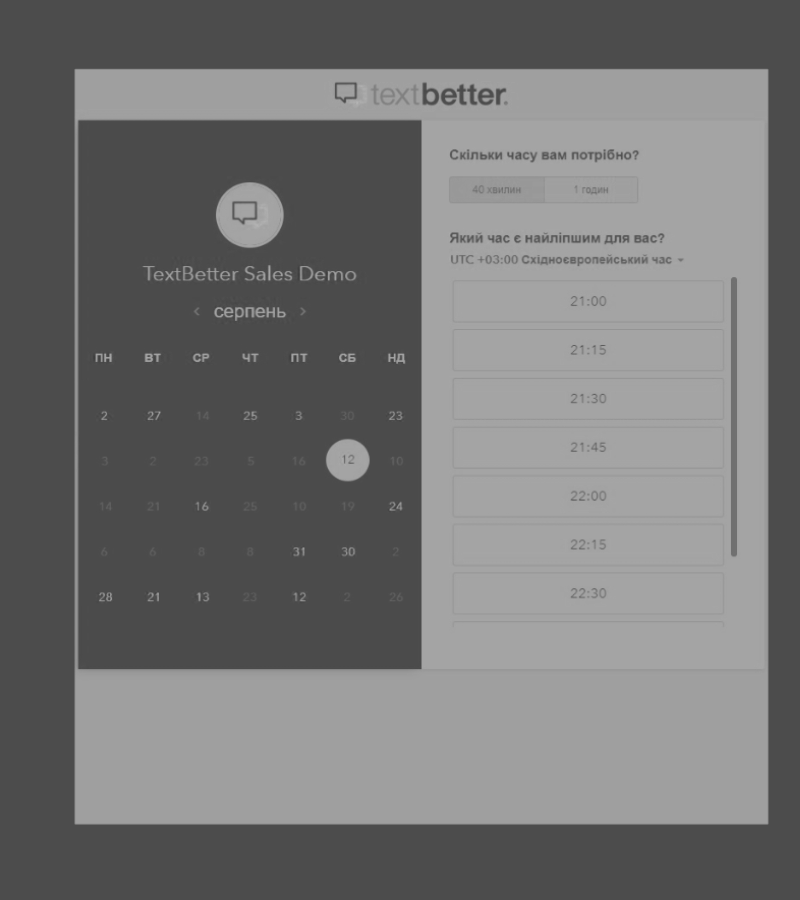 textbetter.
TextBetter Sales Demo
‹ серпень ›
ПН ВТ СР ЧТ ПТ СБ НД
2 27 14 25 3 30 23
3 2 23 5 16 12 10
14 21 16 25 10 19 24
6 6 8 8 31 30 2
28 21 13 23 12 2 26
Скільки часу вам потрібно?
40 хвилин 1 годин
Який час є найліпшим для вас?
UTC +03:00 Східноєвропейський час
21:00
21:15
21:30
21:45
22:00
22:15
22:30